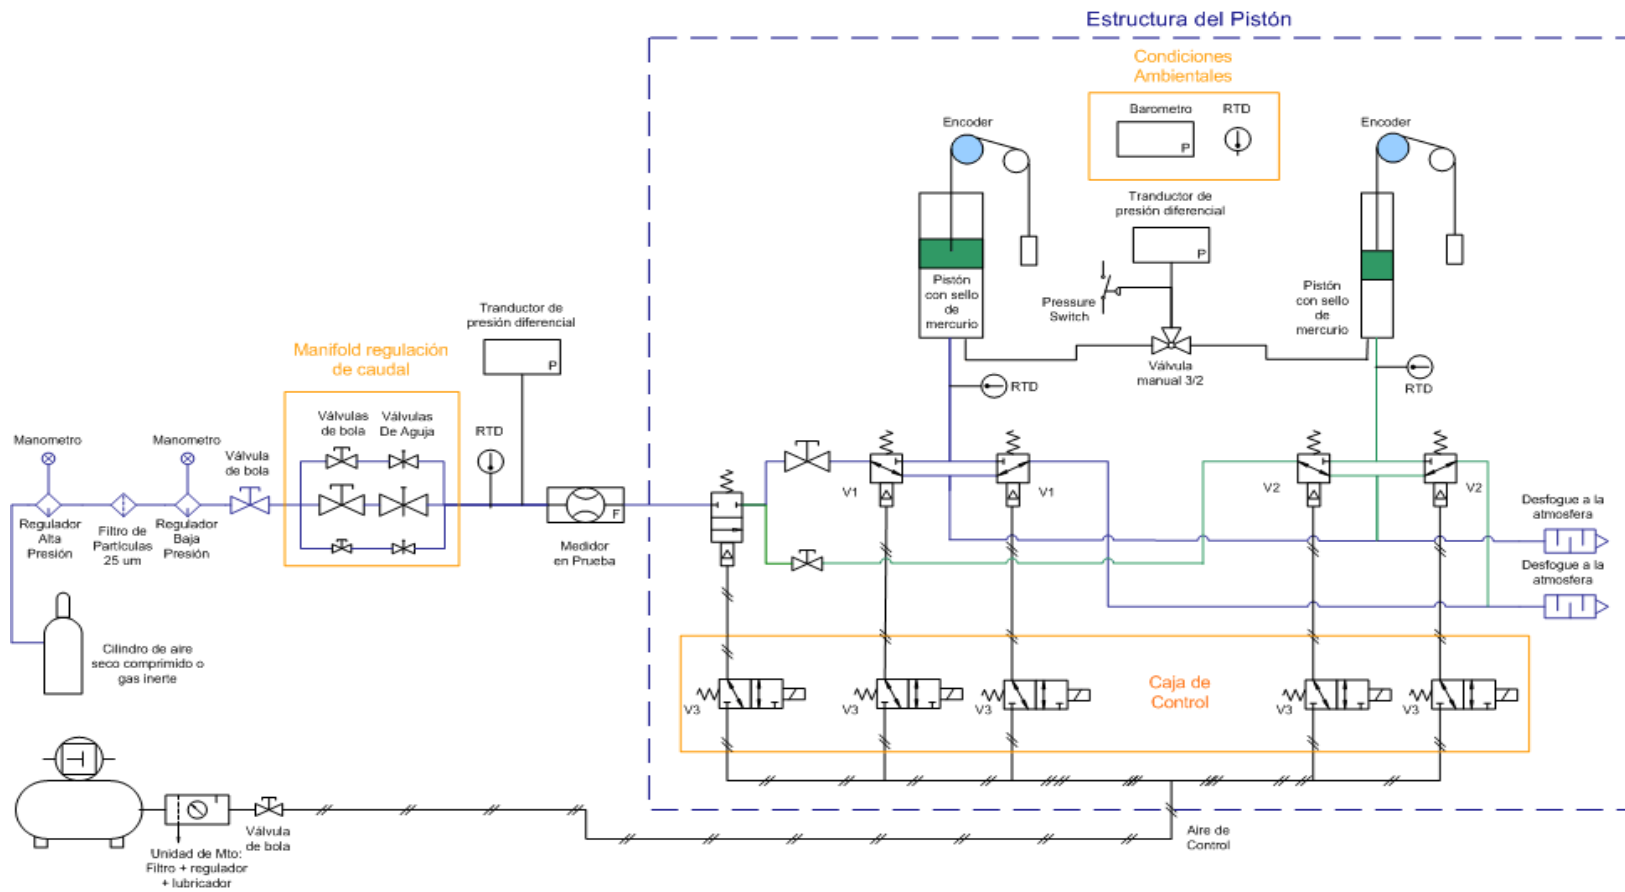 Estructura del Pistón
Condiciones
Ambientales
Barometro
RTD
P
Encoder
Encoder
Tranductor de
presión diferencial
P
Pistón
con sello
de
mercurio
Pressure
Switch
Pistón
con sello
de
mercurio
Válvula
manual 3/2
RTD
RTD
Tranductor de
presión diferencial
P
Manifold regulación
de caudal
Válvulas
de bola
Válvulas
De Aguja
RTD
Manometro
Manometro
Válvula
de bola
Regulador
Alta
Presión
Filtro de
Partículas
25 um
Regulador
Baja
Presión
F
Medidor
en Prueba
V1
V1
V2
V2
Desfogue a la
atmosfera
Desfogue a la
atmosfera
Cilindro de aire
seco comprimido o
gas inerte
Caja de
Control
V3
V3
V3
V3
V3
Válvula
de bola
Unidad de Mto:
Filtro + regulador
+ lubricador
Aire de
Control